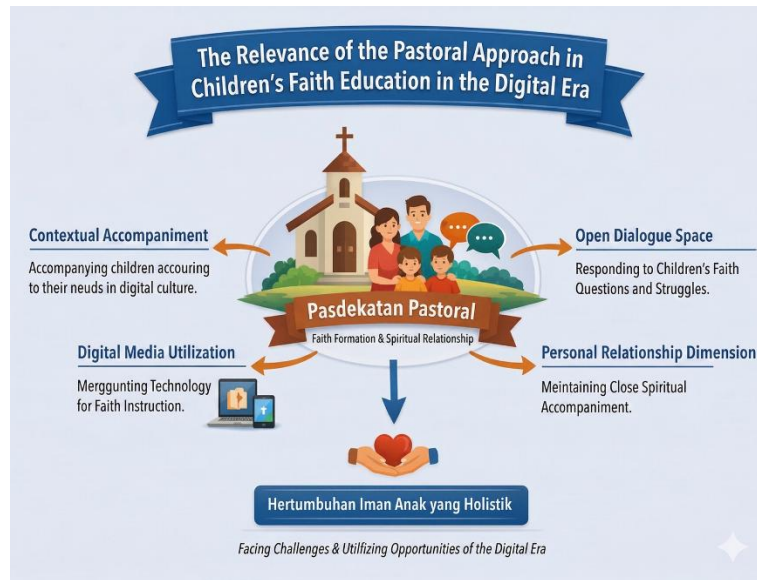 The Relevance of the Pastoral Approach in
Children's Faith Education in the Digital Era
Contextual Accompaniment
Accompanying children accouring
to their neuds in digital culture.
Open Dialogue Space
Responding to Children's Faith
Questions and Struggles.
Pasdekatan Pastoral
Faith Formation & Spiritual Relationship
Digital Media Utilization
Merggunting Technology
for Faith Instruction.
Personal Relationship Dimension
Meintaining Close Spiritual
Accompaniment.
Hertumbuhan Iman Anak yang Holistik
Facing Challenges & Utilfizing Opportunities of the Digital Era